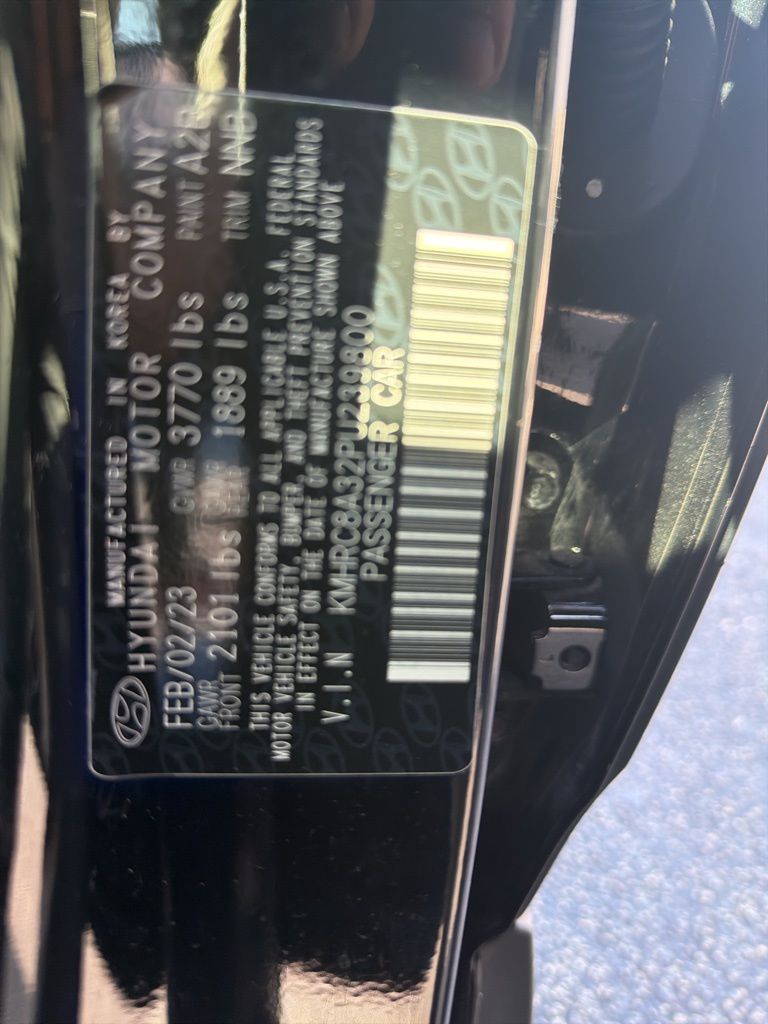 MANUFACTURED IN KOREA BY
HYUNDAI MOTOR COMPANY
FEB/02/23 GVWR 3770 lbs PAINT
GAWR GAWR
FRONT 2101 lbs REAR 1889 lbs TRIM NNB
THIS VEHICLE CONFORMS TO ALL APPLICABLE U.S.A. FEDERAL
MOTOR VEHICLE SAFETY, BUMPER, AND THEFT PREVENTION STANDARDS
IN EFFECT ON THE DATE OF MANUFACTURE SHOWN ABOVE
V.I.N KMHRC8A32PU239800
PASSENGER CAR